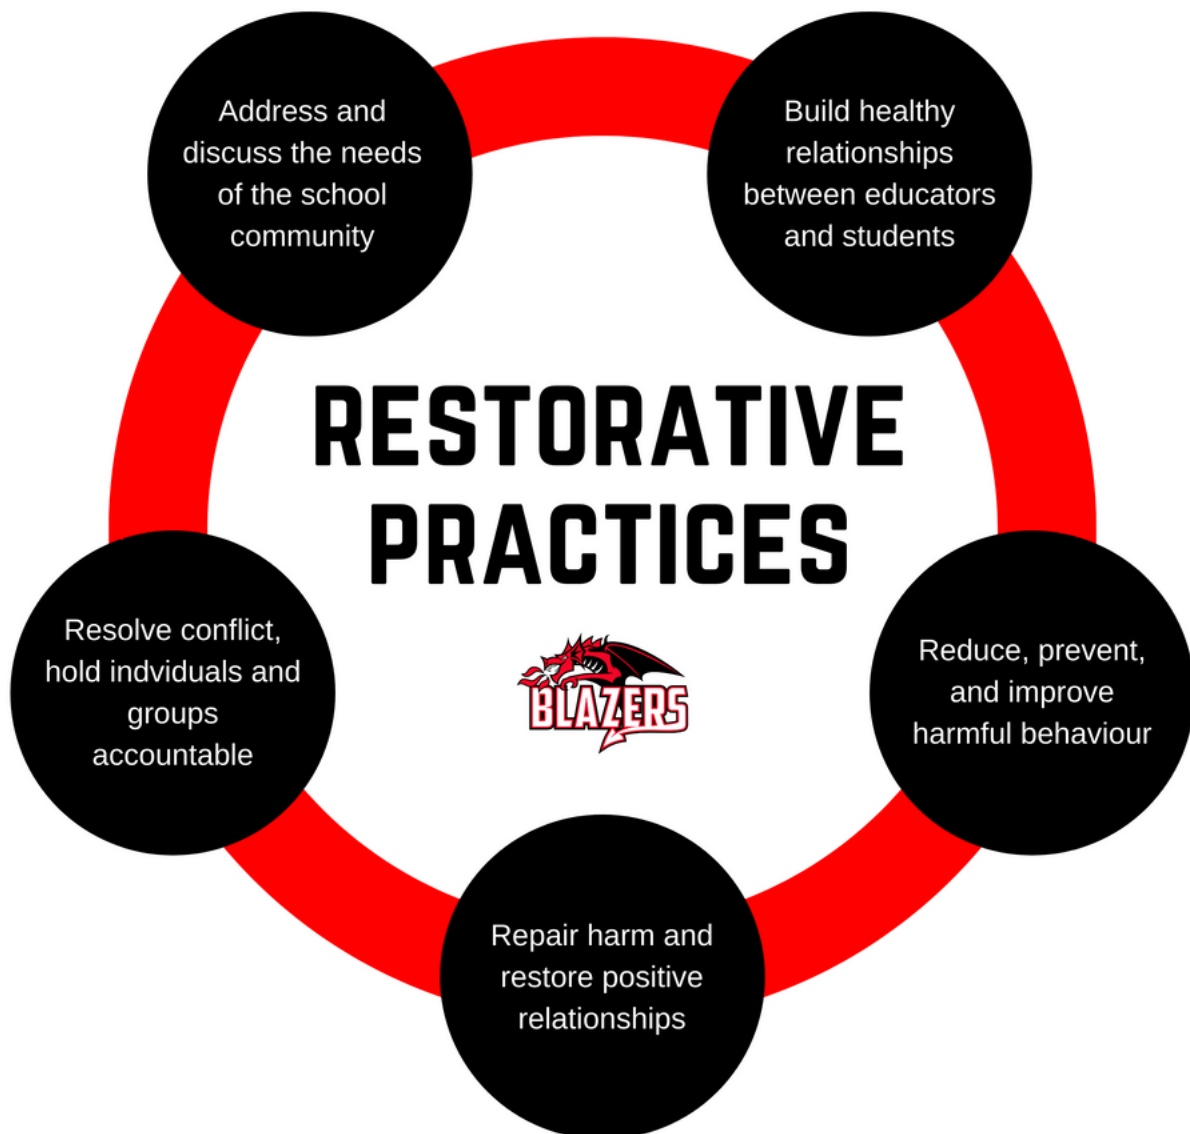 Address and
discuss the needs
of the school
community
Build healthy
relationships
between educators
and students
RESTORATIVE
PRACTICES
BLAZERS
Resolve conflict,
hold indviduals and
groups
accountable
Reduce, prevent,
and improve
harmful behaviour
Repair harm and
restore positive
relationships